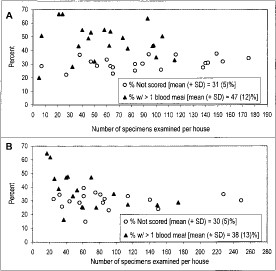 A
Percent
70
60
50
40
30
20
10
0
○ % Not scored [mean (+ SD) = 31 (5)%]
▲ % w/ > 1 blood meal [mean (+ SD) = 47 (12)%]
0 10 20 30 40 50 60 70 80 90 100 110 120 130 140 150 160 170 180
Number of specimens examined per house
B
Percent
80
70
60
50
40
30
20
10
0
○ % Not scored [mean (+ SD) = 30 (5)%]
▲ % w/ > 1 blood meal [mean (+ SD) = 38 (13)%]
0 20 40 60 80 100 120 140 160 180 200 220 240 260 280
Number of specimens examined per house